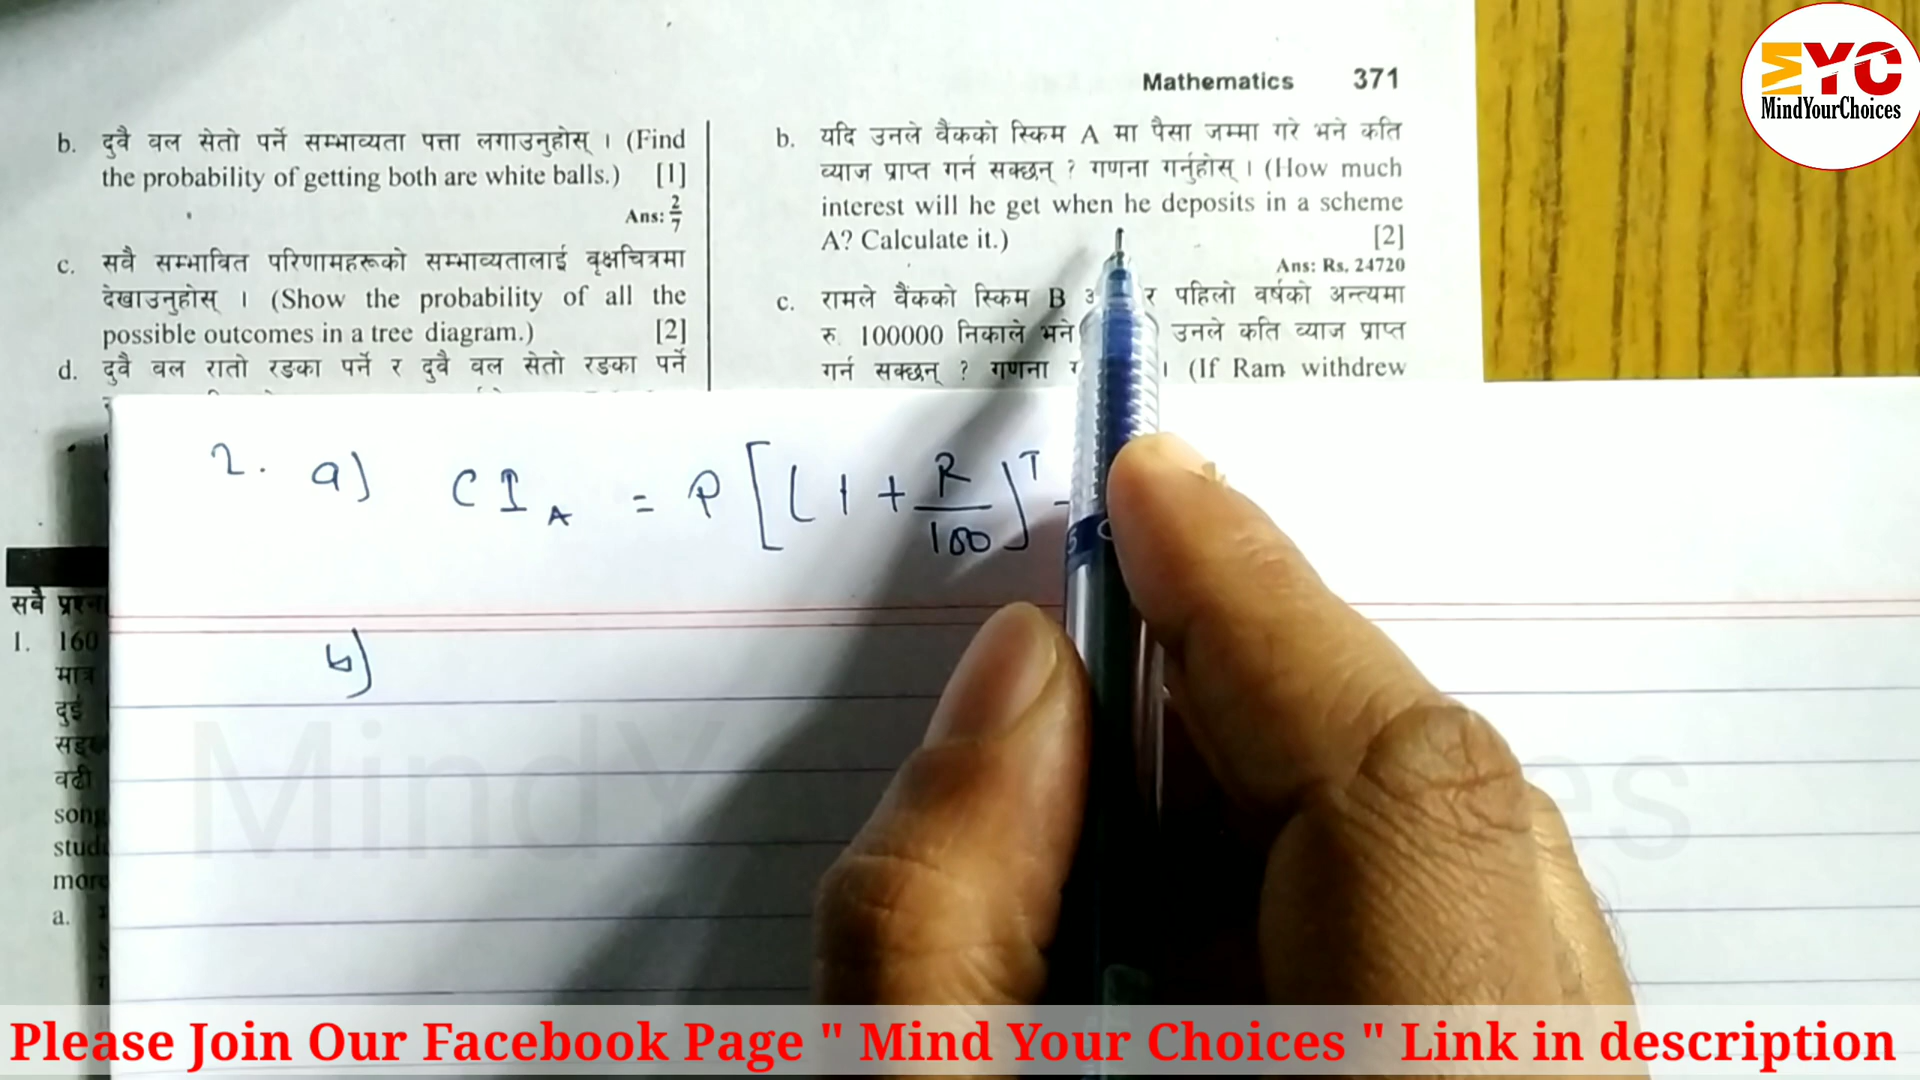 Mathematics 371
MYC
MindYourChoices
b. दुवै बल सेतो पर्ने सम्भाव्यता पत्ता लगाउनुहोस् । (Find
the probability of getting both are white balls.) [1]
Ans: 2/7
c. सबै सम्भावित परिणामहरूको सम्भाव्यतालाई वृक्षचित्रमा
देखाउनुहोस् । (Show the probability of all the
possible outcomes in a tree diagram.) [2]
d. दुवै बल रातो रङका पर्ने र दुवै बल सेतो रङका पर्ने
b. यदि उनले बैंकको स्किम A मा पैसा जम्मा गरे भने कति
ब्याज प्राप्त गर्न सक्छन् ? गणना गर्नुहोस् । (How much
interest will he get when he deposits in a scheme
A? Calculate it.) [2]
Ans: Rs. 24720
c. रामले बैंकको स्किम B र पहिलो वर्षको अन्त्यमा
रु. 100000 निकाले भने उनले कति ब्याज प्राप्त
गर्न सक्छन् ? गणना । (If Ram withdrew
2. a) CI_A = P[(1 + R/100)^T -
b)
सबै
1. 160
मात्र
दुई
बढी
song
more
a.
MindYo es
Please Join Our Facebook Page " Mind Your Choices " Link in description